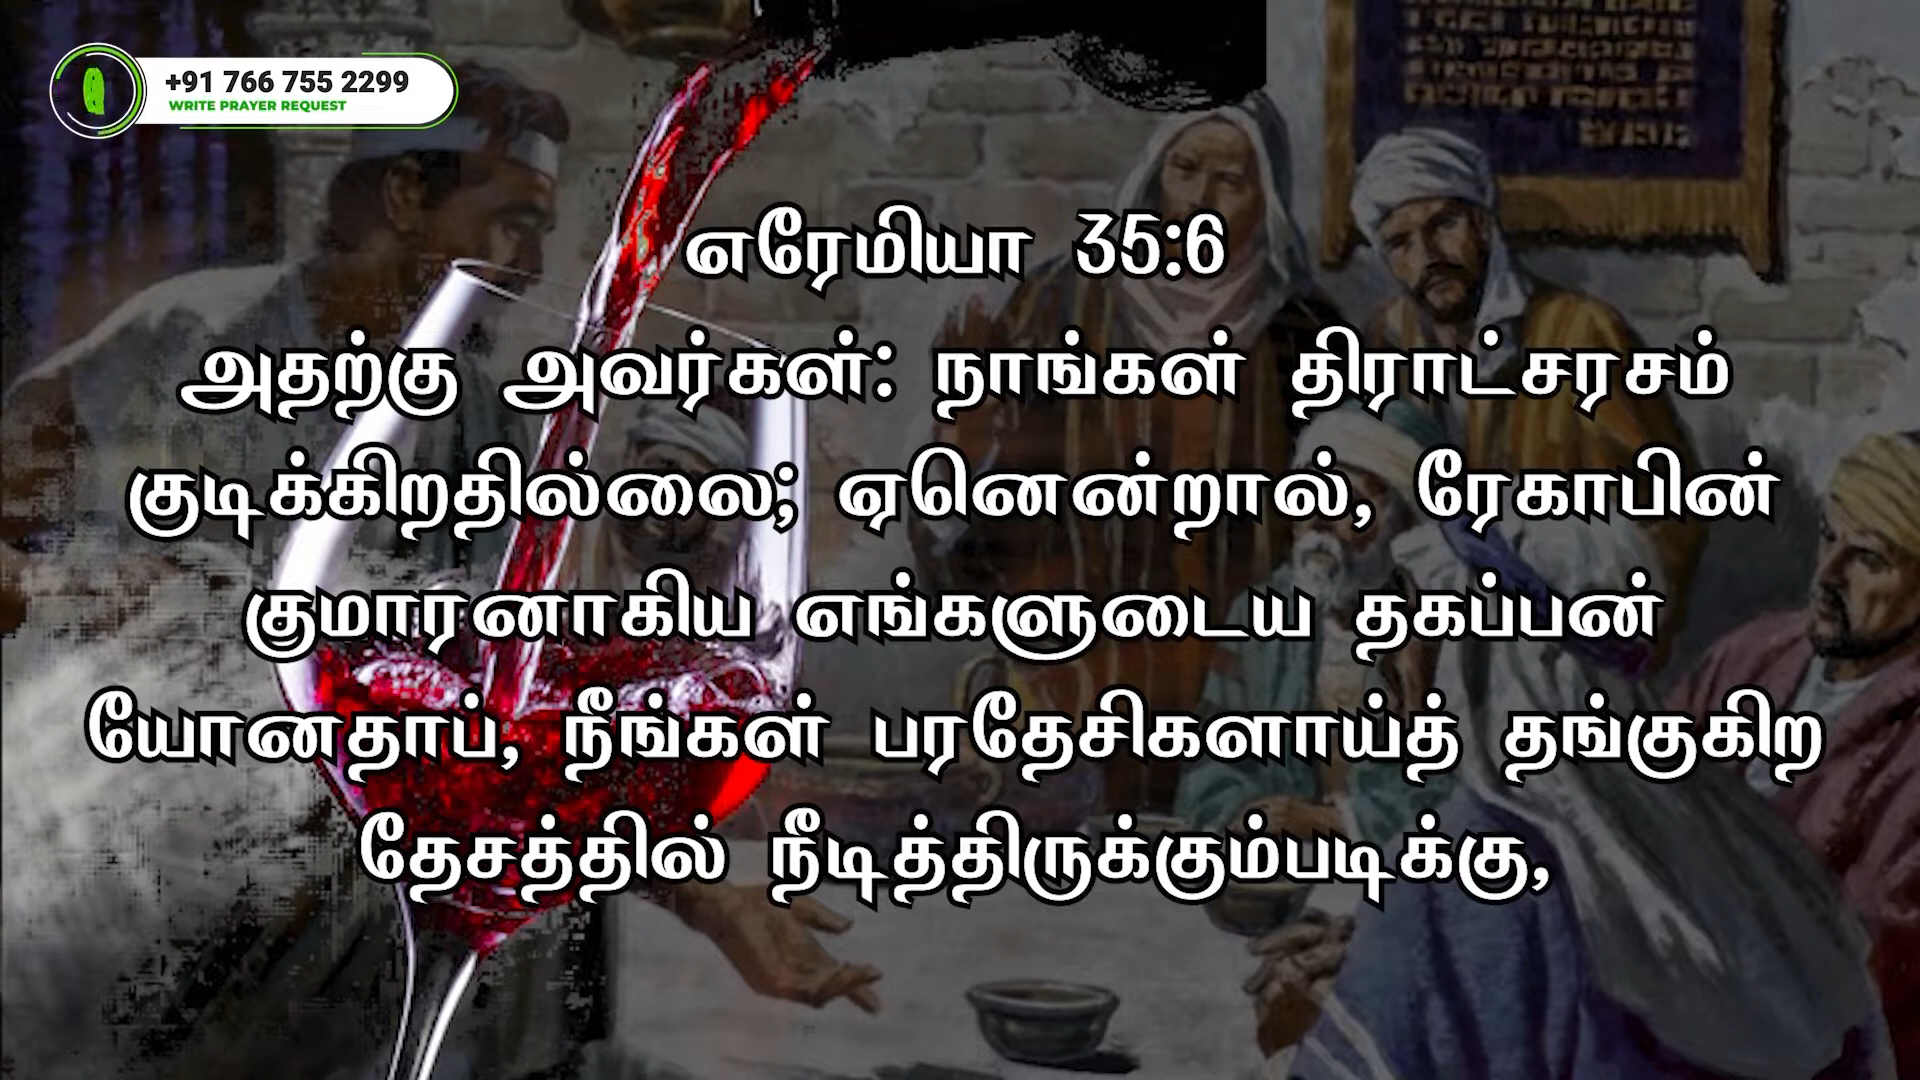 +91 766 755 2299
WRITE PRAYER REQUEST
எரேமியா 35:6
அதற்கு அவர்கள்: நாங்கள் திராட்சரசம்
குடிக்கிறதில்லை; ஏனென்றால், ரேகாபின்
குமாரனாகிய எங்களுடைய தகப்பன்
யோனதாப், நீங்கள் பரதேசிகளாய்த் தங்குகிற
தேசத்தில் நீடித்திருக்கும்படிக்கு,